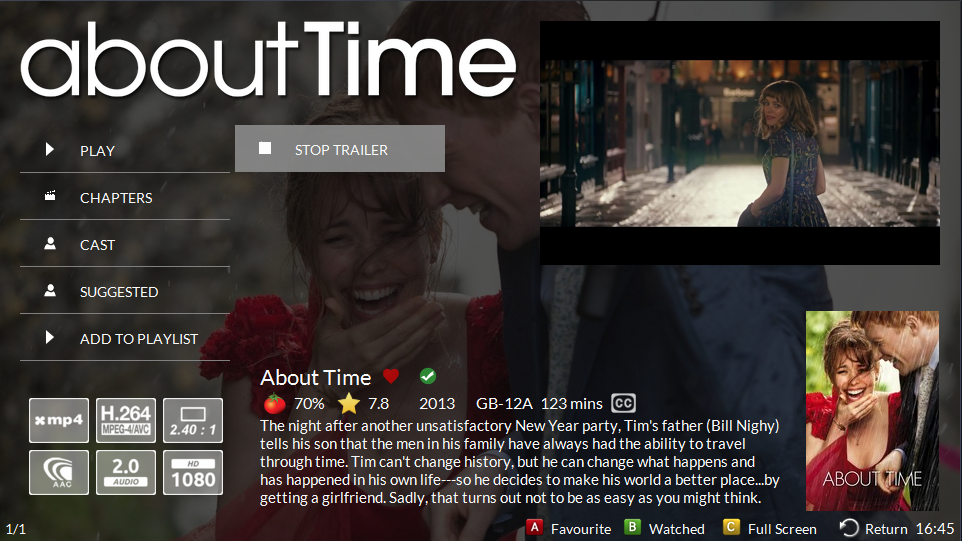 aboutTime
PLAY
STOP TRAILER
CHAPTERS
CAST
SUGGESTED
ADD TO PLAYLIST
About Time
70% 7.8 2013 GB-12A 123 mins CC
The night after another unsatisfactory New Year party, Tim's father (Bill Nighy)
tells his son that the men in his family have always had the ability to travel
through time. Tim can't change history, but he can change what happens and
has happened in his own life---so he decides to make his world a better place...by
getting a girlfriend. Sadly, that turns out not to be as easy as you might think.
mp4
H.264
MPEG-4/AVC
2.40 : 1
AAC
2.0
AUDIO
HD
1080
ABOUT TIME
1/1
A Favourite B Watched C Full Screen Return 16:45